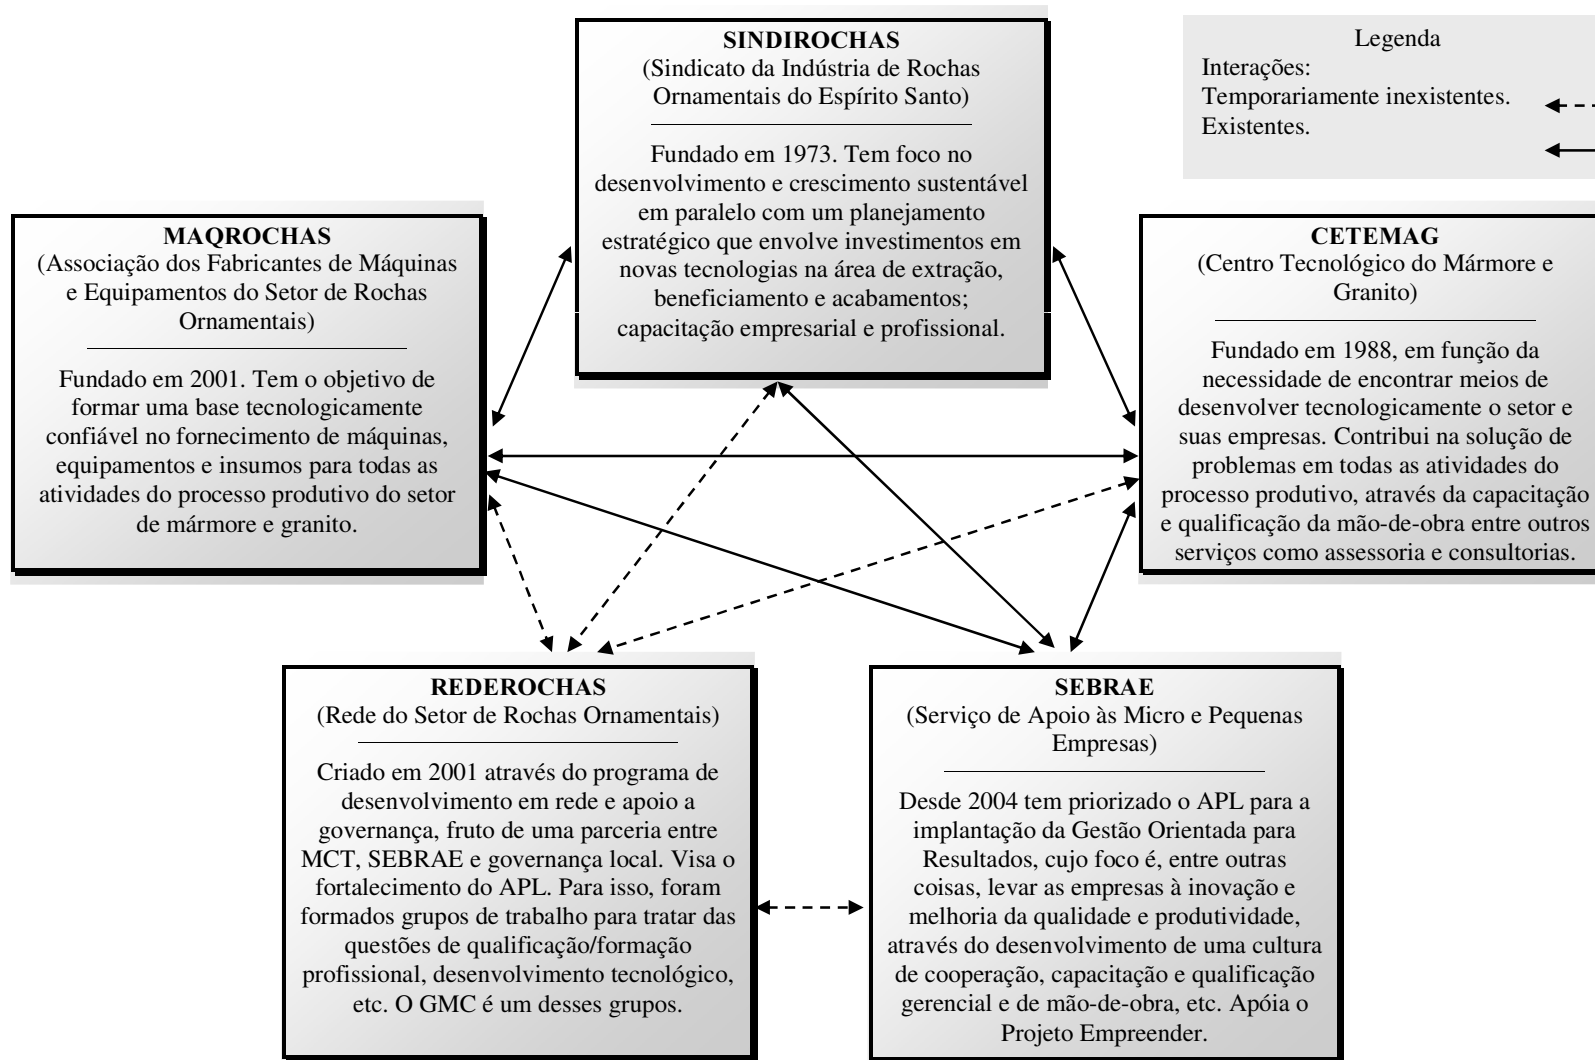 SINDIROCHAS
(Sindicato da Indústria de Rochas
Ornamentais do Espírito Santo)
Fundado em 1973. Tem foco no
desenvolvimento e crescimento sustentável
em paralelo com um planejamento
estratégico que envolve investimentos em
novas tecnologias na área de extração,
beneficiamento e acabamentos;
capacitação empresarial e profissional.
Legenda
Interações:
Temporariamente inexistentes.
Existentes.
MAQROCHAS
(Associação dos Fabricantes de Máquinas
e Equipamentos do Setor de Rochas
Ornamentais)
Fundado em 2001. Tem o objetivo de
formar uma base tecnologicamente
confiável no fornecimento de máquinas,
equipamentos e insumos para todas as
atividades do processo produtivo do setor
de mármore e granito.
CETEMAG
(Centro Tecnológico do Mármore e
Granito)
Fundado em 1988, em função da
necessidade de encontrar meios de
desenvolver tecnologicamente o setor e
suas empresas. Contribui na solução de
problemas em todas as atividades do
processo produtivo, através da capacitação
e qualificação da mão-de-obra entre outros
serviços como assessoria e consultorias.
REDEROCHAS
(Rede do Setor de Rochas Ornamentais)
Criado em 2001 através do programa de
desenvolvimento em rede e apoio a
governança, fruto de uma parceria entre
MCT, SEBRAE e governança local. Visa o
fortalecimento do APL. Para isso, foram
formados grupos de trabalho para tratar das
questões de qualificação/formação
profissional, desenvolvimento tecnológico,
etc. O GMC é um desses grupos.
SEBRAE
(Serviço de Apoio às Micro e Pequenas
Empresas)
Desde 2004 tem priorizado o APL para a
implantação da Gestão Orientada para
Resultados, cujo foco é, entre outras
coisas, levar as empresas à inovação e
melhoria da qualidade e produtividade,
através do desenvolvimento de uma cultura
de cooperação, capacitação e qualificação
gerencial e de mão-de-obra, etc. Apóia o
Projeto Empreender.